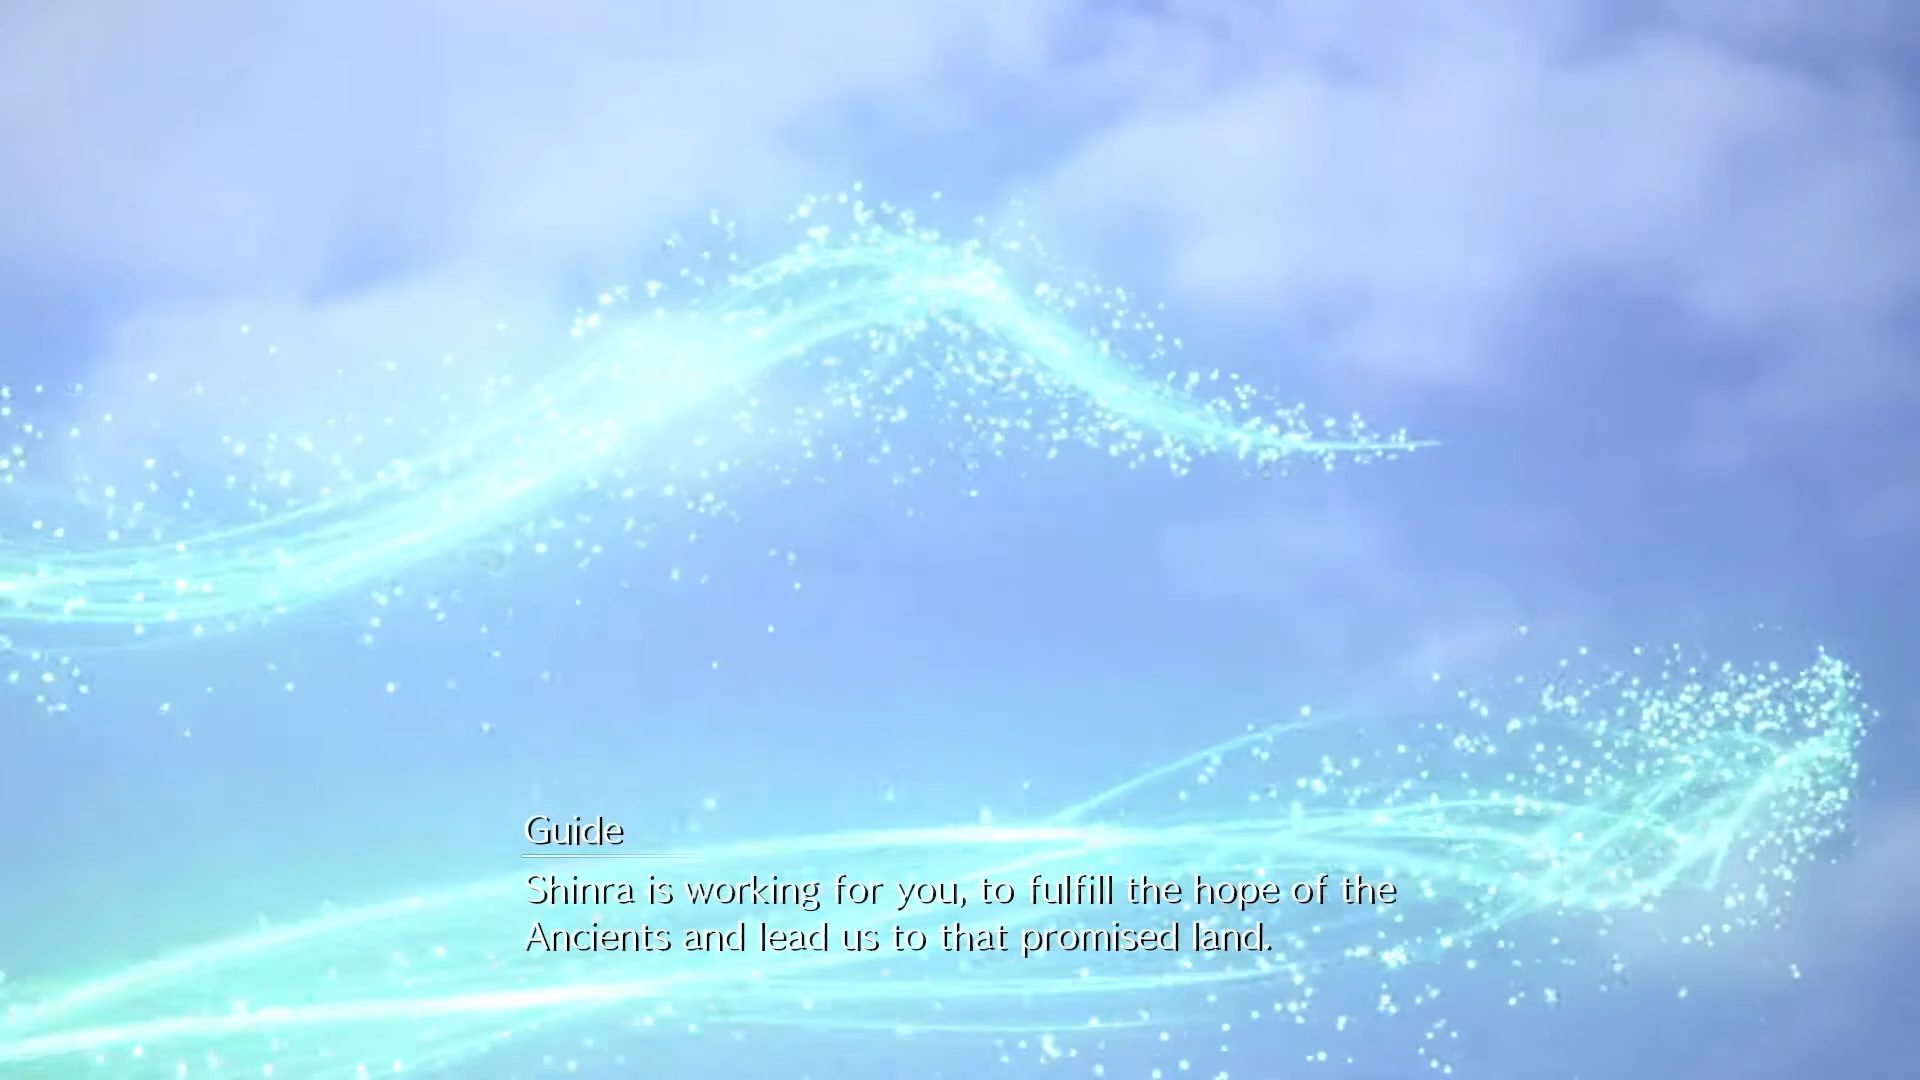 Guide
Shinra is working for you, to fulfill the hope of the
Ancients and lead us to that promised land.